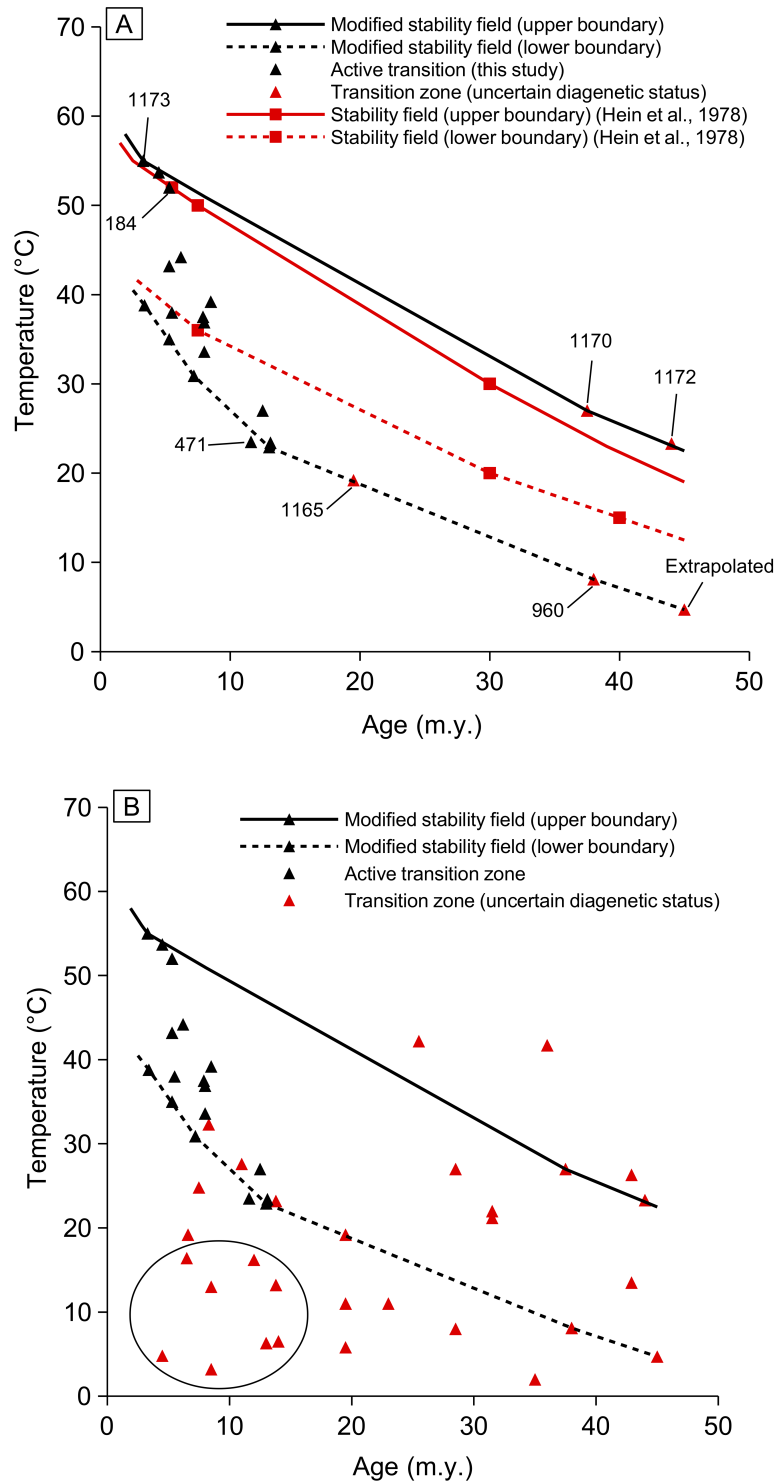 A
Modified stability field (upper boundary)
Modified stability field (lower boundary)
Active transition (this study)
Transition zone (uncertain diagenetic status)
Stability field (upper boundary) (Hein et al., 1978)
Stability field (lower boundary) (Hein et al., 1978)
70
60
50
40
30
20
10
0
Temperature (°C)
1173
184
471
1165
1170
1172
960
Extrapolated
0 10 20 30 40 50
Age (m.y.)
B
Modified stability field (upper boundary)
Modified stability field (lower boundary)
Active transition zone
Transition zone (uncertain diagenetic status)
70
60
50
40
30
20
10
0
Temperature (°C)
0 10 20 30 40 50
Age (m.y.)